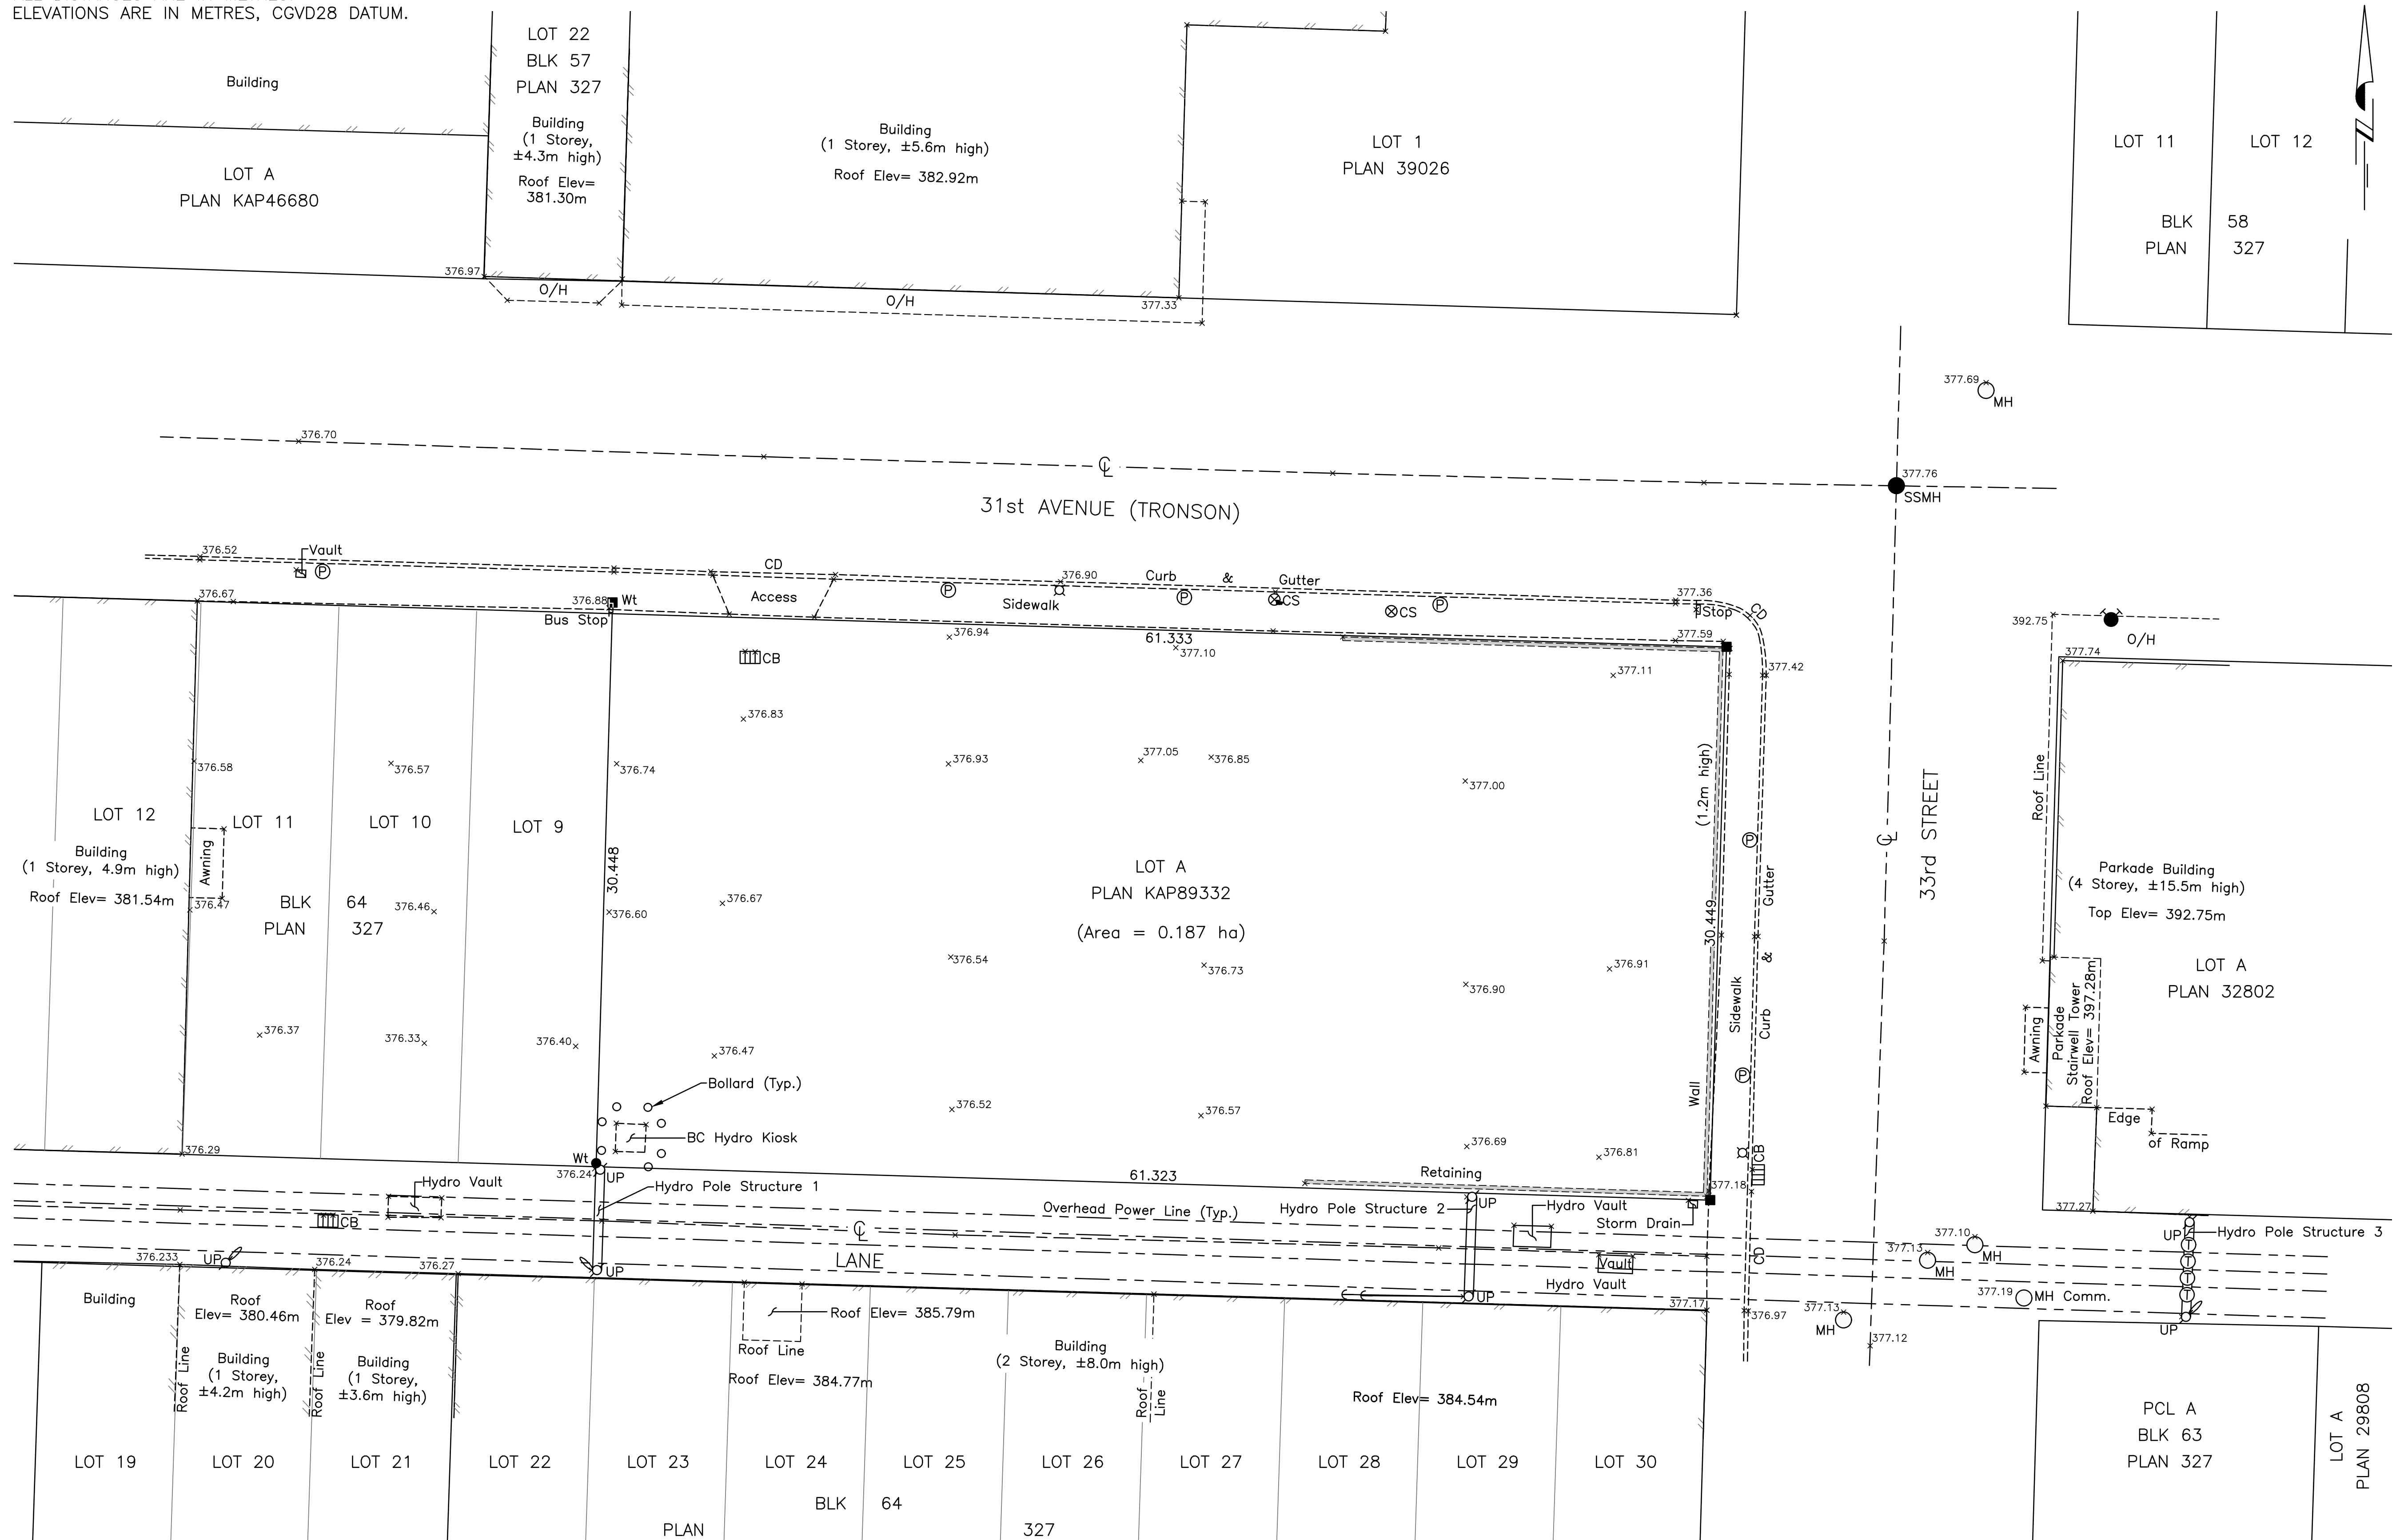 ELEVATIONS ARE IN METRES, CGVD28 DATUM.
Building
LOT A
PLAN KAP46680
LOT 22
BLK 57
PLAN 327
Building
(1 Storey,
±4.3m high)
Roof Elev=
381.30m
Building
(1 Storey, ±5.6m high)
Roof Elev= 382.92m
LOT 1
PLAN 39026
LOT 11
LOT 12
BLK 58
PLAN 327
376.97
O/H
O/H
377.33
377.69
MH
376.70
CL
377.76
SSMH
31st AVENUE (TRONSON)
376.52
Vault
P
CD
376.90
Curb & Gutter
377.36
CD
376.67
376.88
Wt
Bus Stop
Access
P
Sidewalk
P
CS
CS
P
Stop
377.59
376.94
61.333
377.10
CB
377.11
377.42
392.75
O/H
377.74
376.83
376.58
376.57
376.74
376.93
377.05
376.85
377.00
(1.2m high)
33rd STREET
CL
Roof Line
LOT 12
Building
(1 Storey, 4.9m high)
Roof Elev= 381.54m
Awning
LOT 11
LOT 10
LOT 9
376.47
BLK 64
PLAN 327
376.46
30.448
376.60
376.67
LOT A
PLAN KAP89332
(Area = 0.187 ha)
P
Gutter
&
Curb
Sidewalk
30.449
Parkade Building
(4 Storey, ±15.5m high)
Top Elev= 392.75m
LOT A
PLAN 32802
376.54
376.73
376.90
376.91
Awning
Parkade
Stairwell Tower
Roof Elev= 397.28m
376.37
376.33
376.40
376.47
Bollard (Typ.)
BC Hydro Kiosk
376.52
376.57
376.69
376.81
Wall
P
CB
Edge
of Ramp
376.29
Wt
376.24
UP
Hydro Pole Structure 1
61.323
Retaining
377.18
Hydro Vault
CB
Overhead Power Line (Typ.)
Hydro Pole Structure 2
UP
Hydro Vault
Storm Drain
377.27
UP
Hydro Pole Structure 3
376.233
UP
376.24
376.27
UP
CL
LANE
Vault
Hydro Vault
CD
377.10
MH
377.13
MH
T
T
T
T
UP
377.17
376.97
377.13
MH
377.19
MH Comm.
377.12
UP
Building
Roof
Elev= 380.46m
Roof
Elev = 379.82m
Roof Elev= 385.79m
Roof Line
Roof Line
Building
(1 Storey,
±4.2m high)
Roof Line
Building
(1 Storey,
±3.6m high)
Roof Elev= 384.77m
Building
(2 Storey, ±8.0m high)
Roof
Line
Roof Elev= 384.54m
PCL A
BLK 63
PLAN 327
LOT A
PLAN 29808
LOT 19
LOT 20
LOT 21
LOT 22
LOT 23
LOT 24
LOT 25
LOT 26
LOT 27
LOT 28
LOT 29
LOT 30
BLK 64
PLAN 327